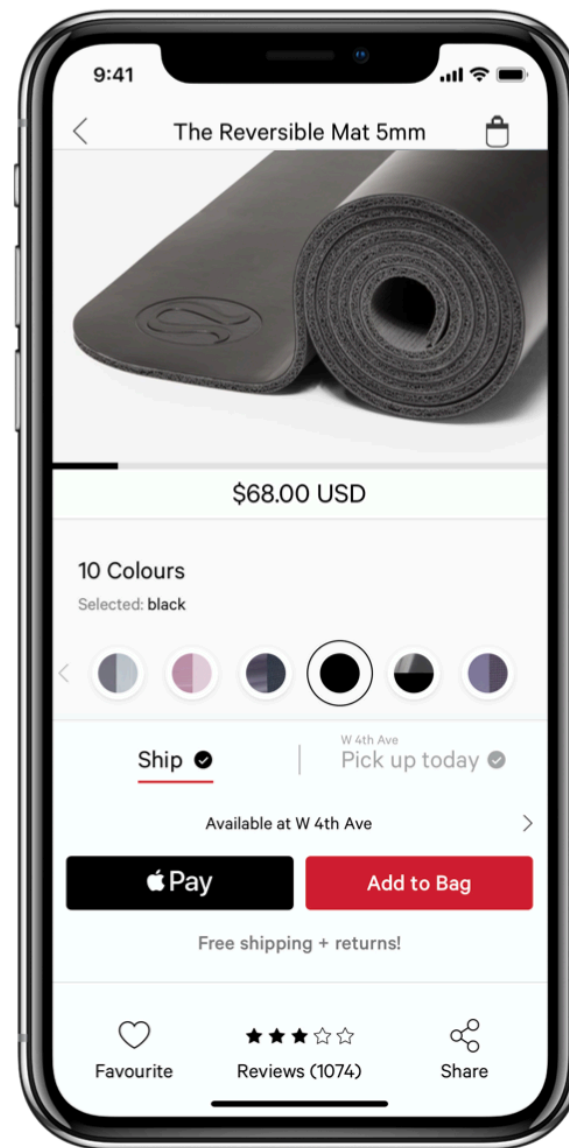 9:41
The Reversible Mat 5mm
$68.00 USD
10 Colours
Selected: black
Ship
W 4th Ave
Pick up today
Available at W 4th Ave
Pay
Add to Bag
Free shipping + returns!
Favourite
Reviews (1074)
Share